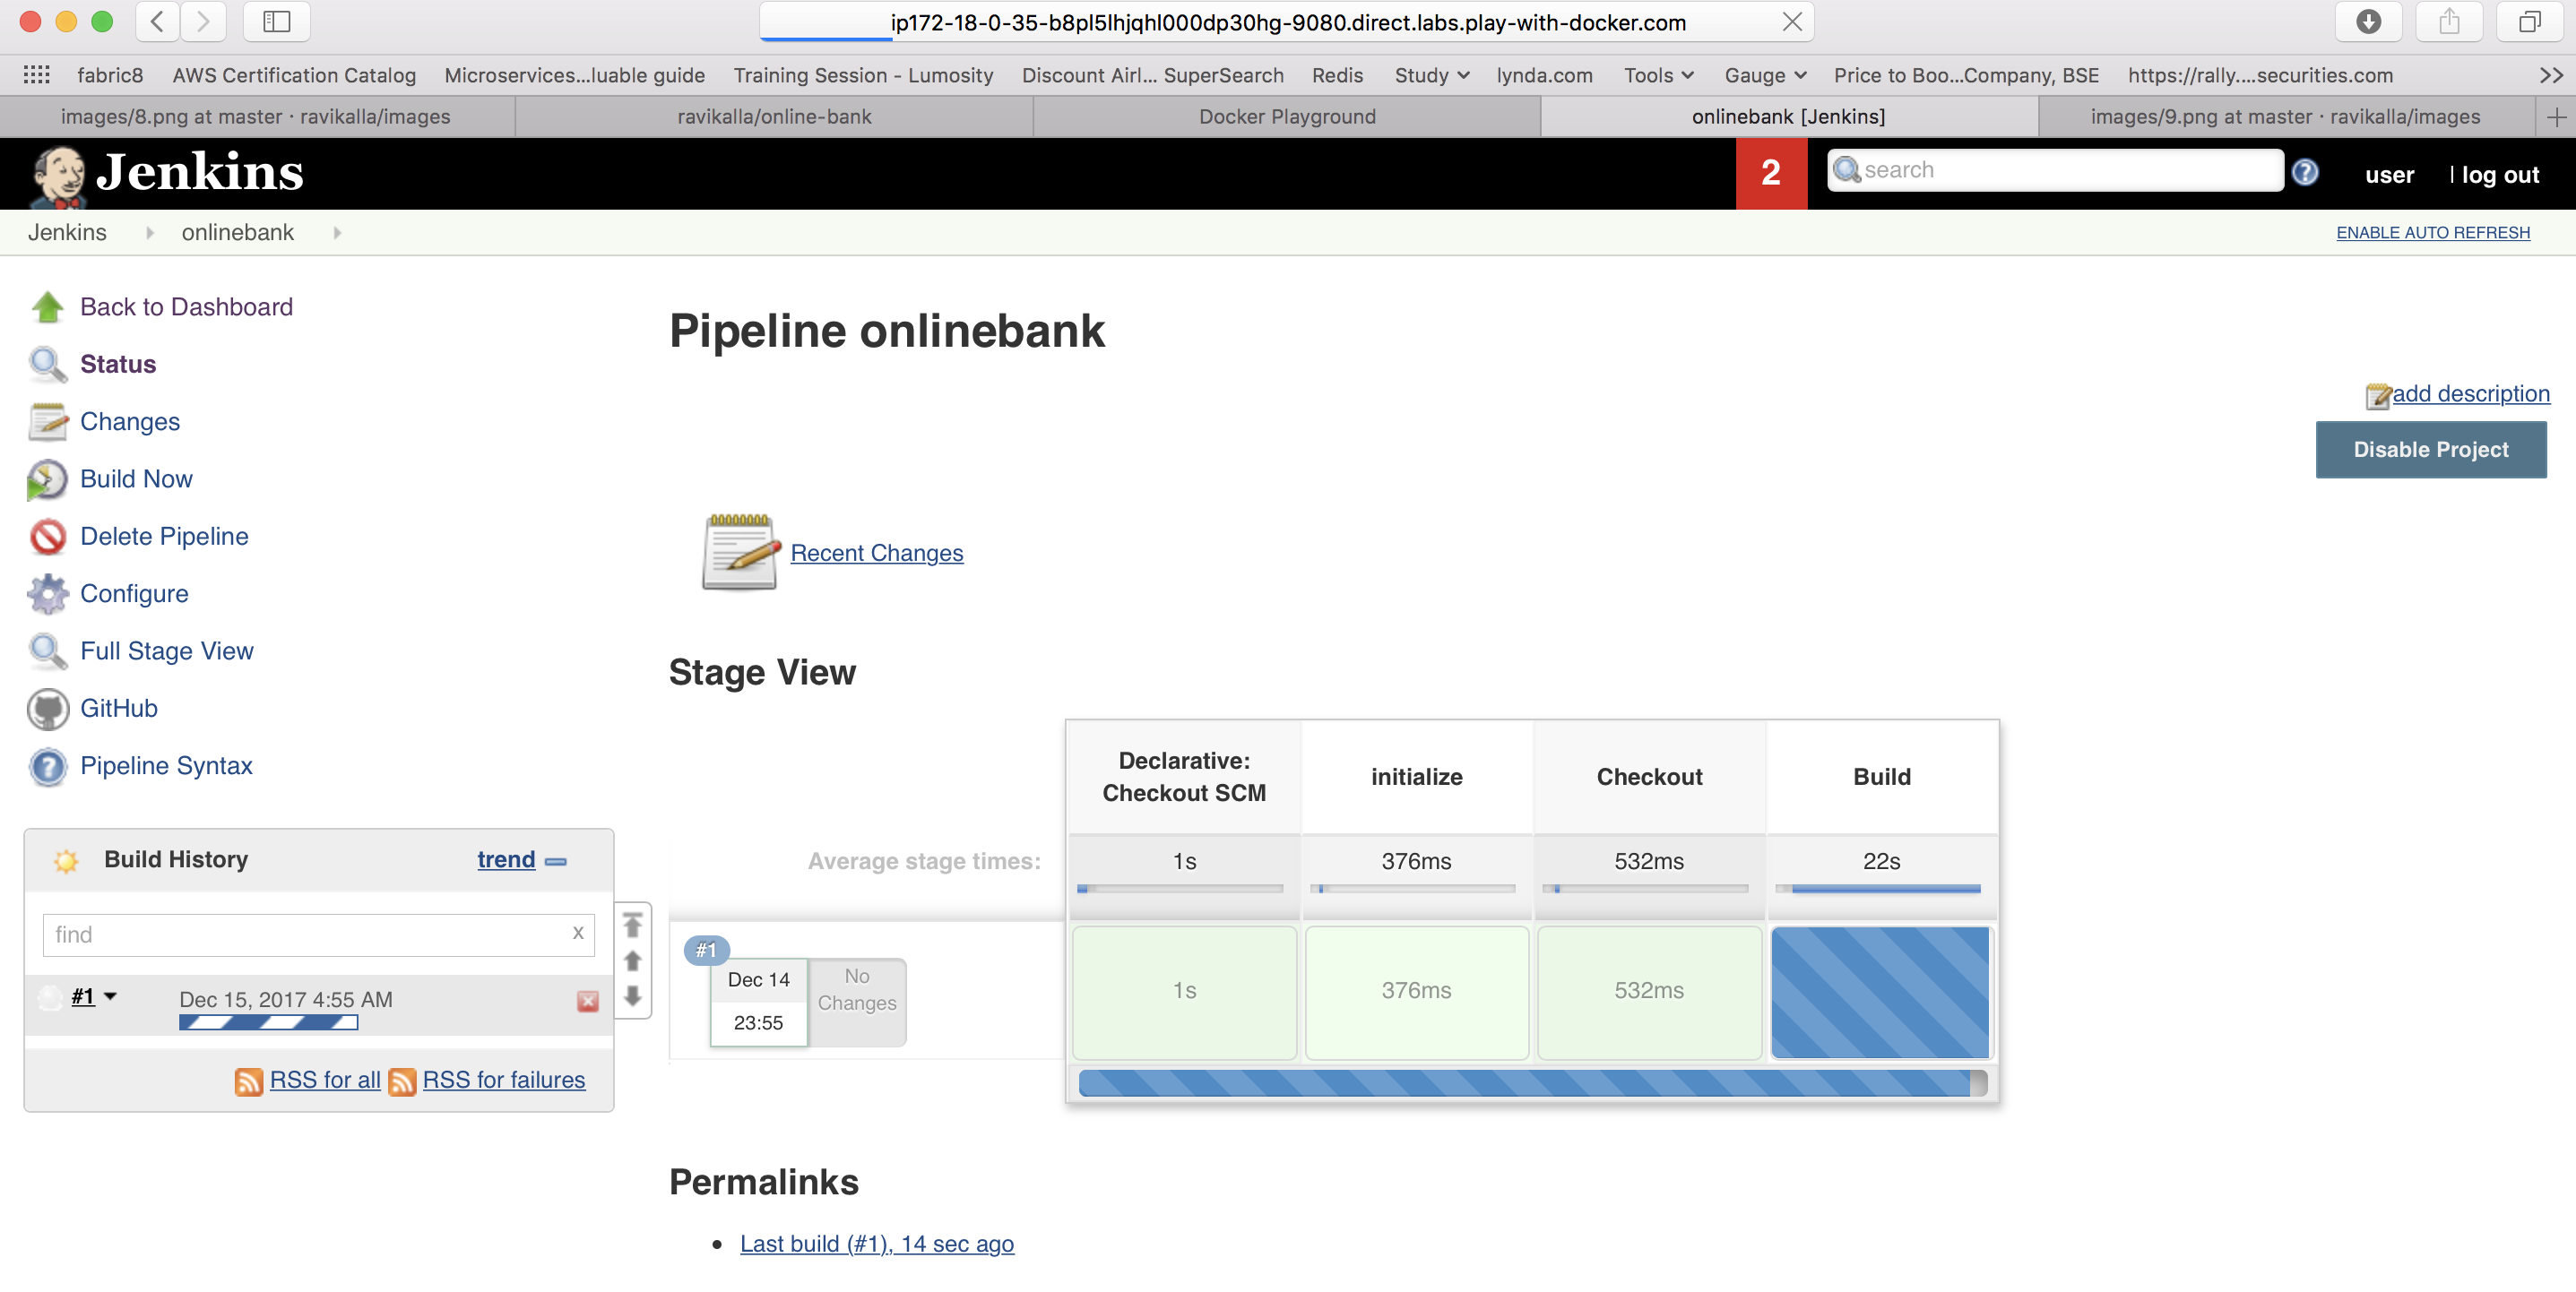 ip172-18-0-35-b8pl5lhjqhl000dp30hg-9080.direct.labs.play-with-docker.com
fabric8 AWS Certification Catalog Microservices...luable guide Training Session - Lumosity Discount Airl... SuperSearch Redis Study lynda.com Tools Gauge Price to Boo...Company, BSE https://rally....securities.com >>
images/8.png at master · ravikalla/images ravikalla/online-bank Docker Playground onlinebank [Jenkins] images/9.png at master · ravikalla/images +
Jenkins 2 search ? user | log out
Jenkins onlinebank ENABLE AUTO REFRESH
Back to Dashboard
Status
Changes
Build Now
Delete Pipeline
Configure
Full Stage View
GitHub
Pipeline Syntax
Build History trend
find x
#1 Dec 15, 2017 4:55 AM
RSS for all RSS for failures
Pipeline onlinebank
add description
Disable Project
Recent Changes
Stage View
Declarative:
Checkout SCM
initialize
Checkout
Build
Average stage times: 1s 376ms 532ms 22s
#1
Dec 14
23:55
No
Changes
1s 376ms 532ms
Permalinks
• Last build (#1), 14 sec ago